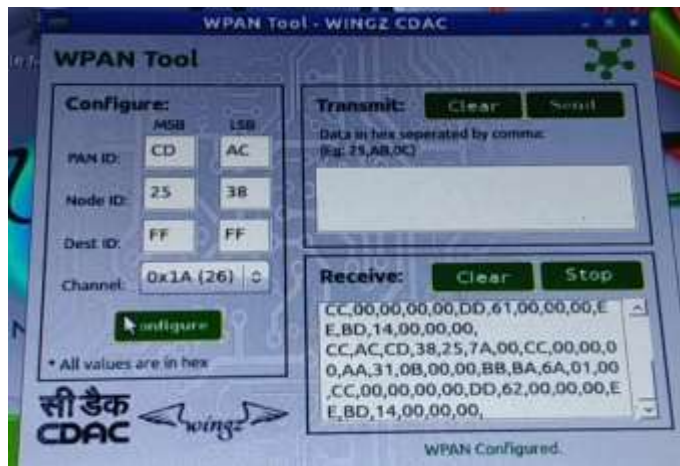 WPAN Tool - WINGZ CDAC
WPAN Tool
Configure:
MSB LSB
PAN ID: CD AC
Node ID: 25 38
Dest ID: FF FF
Channel: 0x1A (26)
Configure
* All values are in hex
सी डैक
CDAC
wingz
Transmit: Clear Send
Data in hex seperated by comma:
(Eg: 25,AB,0C)
Receive: Clear Stop
CC,00,00,00,00,DD,61,00,00,00,E
E,BD,14,00,00,00,
CC,AC,CD,38,25,7A,00,CC,00,00,0
0,AA,31,0B,00,00,BB,BA,6A,01,00
,CC,00,00,00,00,DD,62,00,00,00,E
E,BD,14,00,00,00,
WPAN Configured.